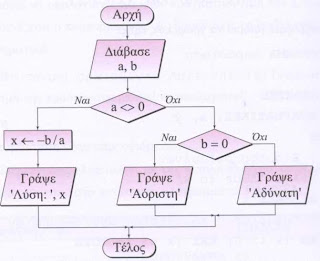 Αρχή
Διάβασε
a, b
Ναι
a <> 0
Όχι
x ← −b/a
Ναι
b = 0
Όχι
Γράψε
'Λύση: ', x
Γράψε
'Αόριστη'
Γράψε
'Αδύνατη'
Τέλος